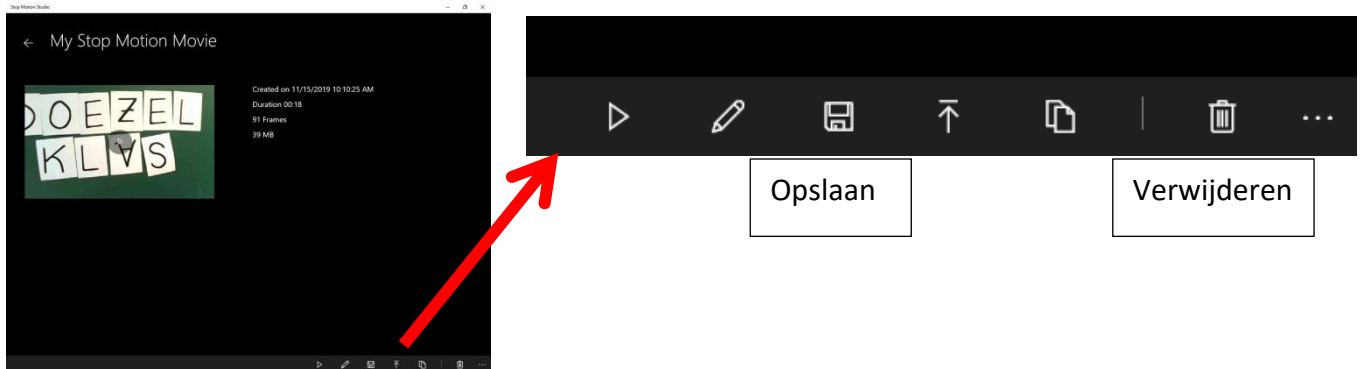 Stop Motion Studio
← My Stop Motion Movie
OEZEL
KLAS
Created on 11/15/2019 10:10:25 AM
Duration 00:18
91 Frames
39 MB
Opslaan
Verwijderen